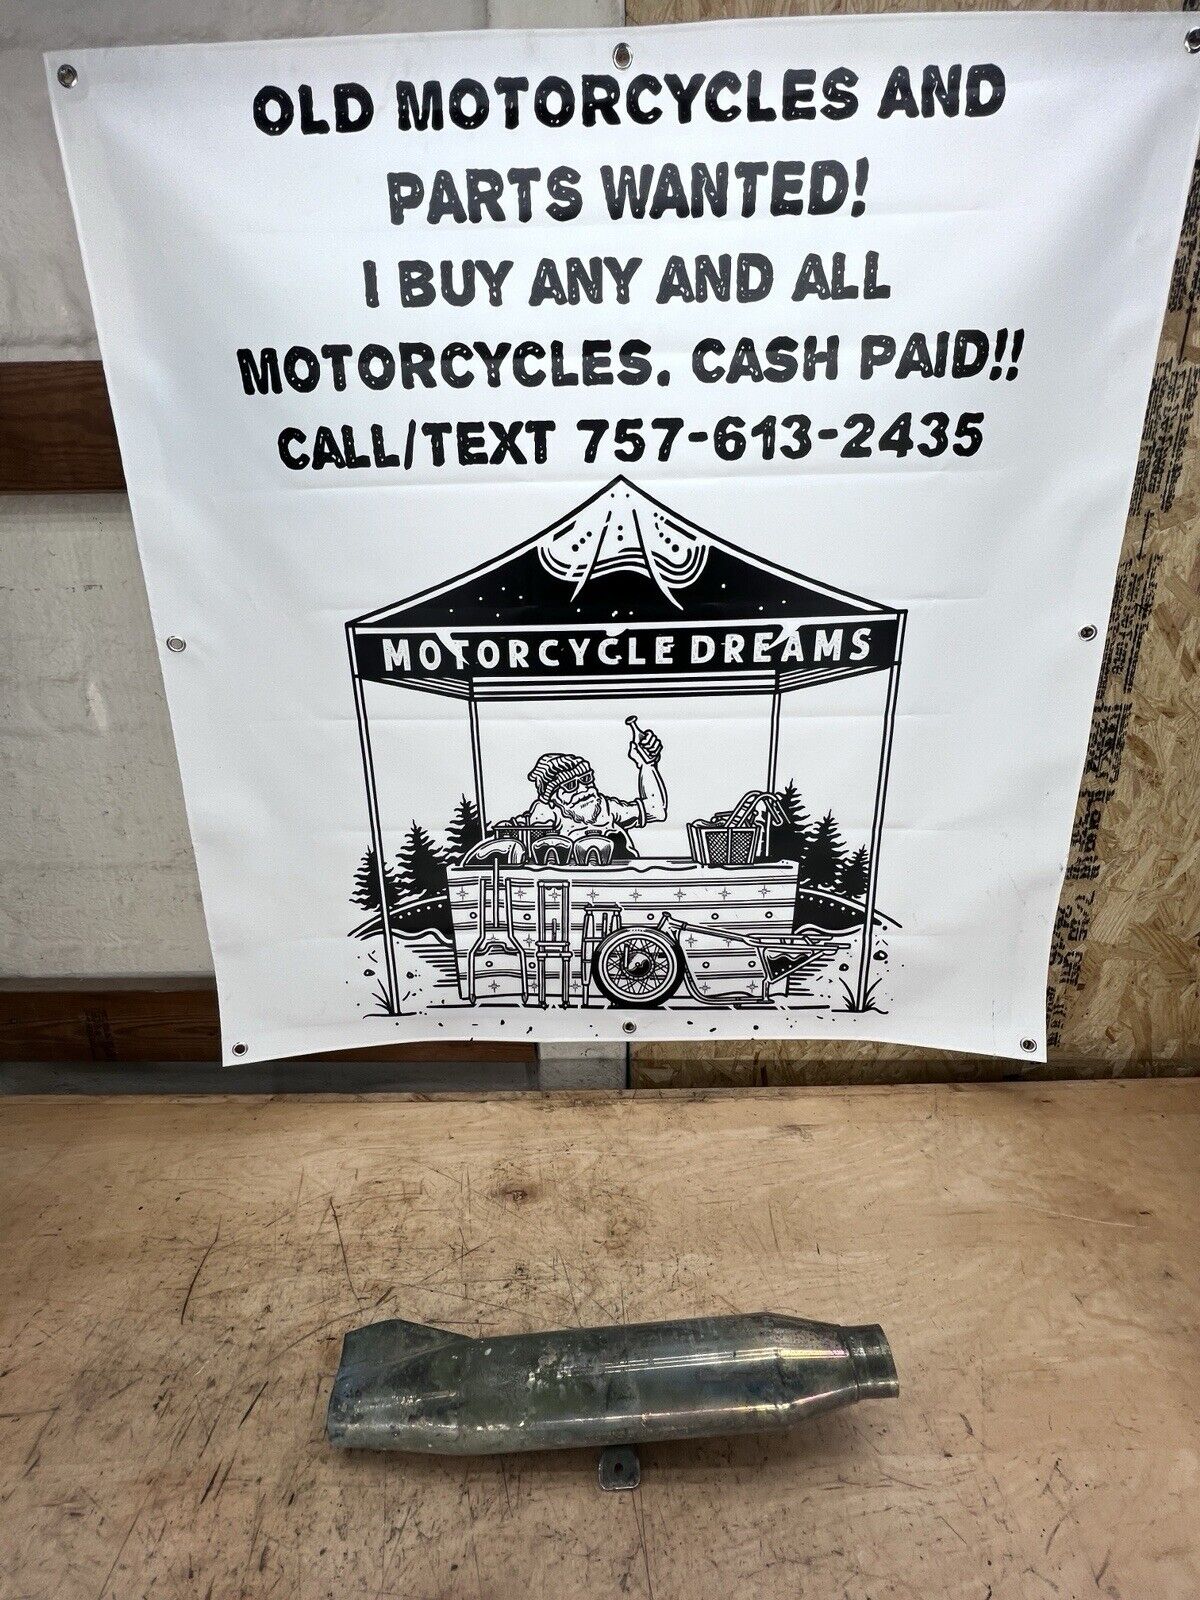 OLD MOTORCYCLES AND
PARTS WANTED!
I BUY ANY AND ALL
MOTORCYCLES. CASH PAID!!
CALL/TEXT 757-613-2435
MOTORCYCLE DREAMS